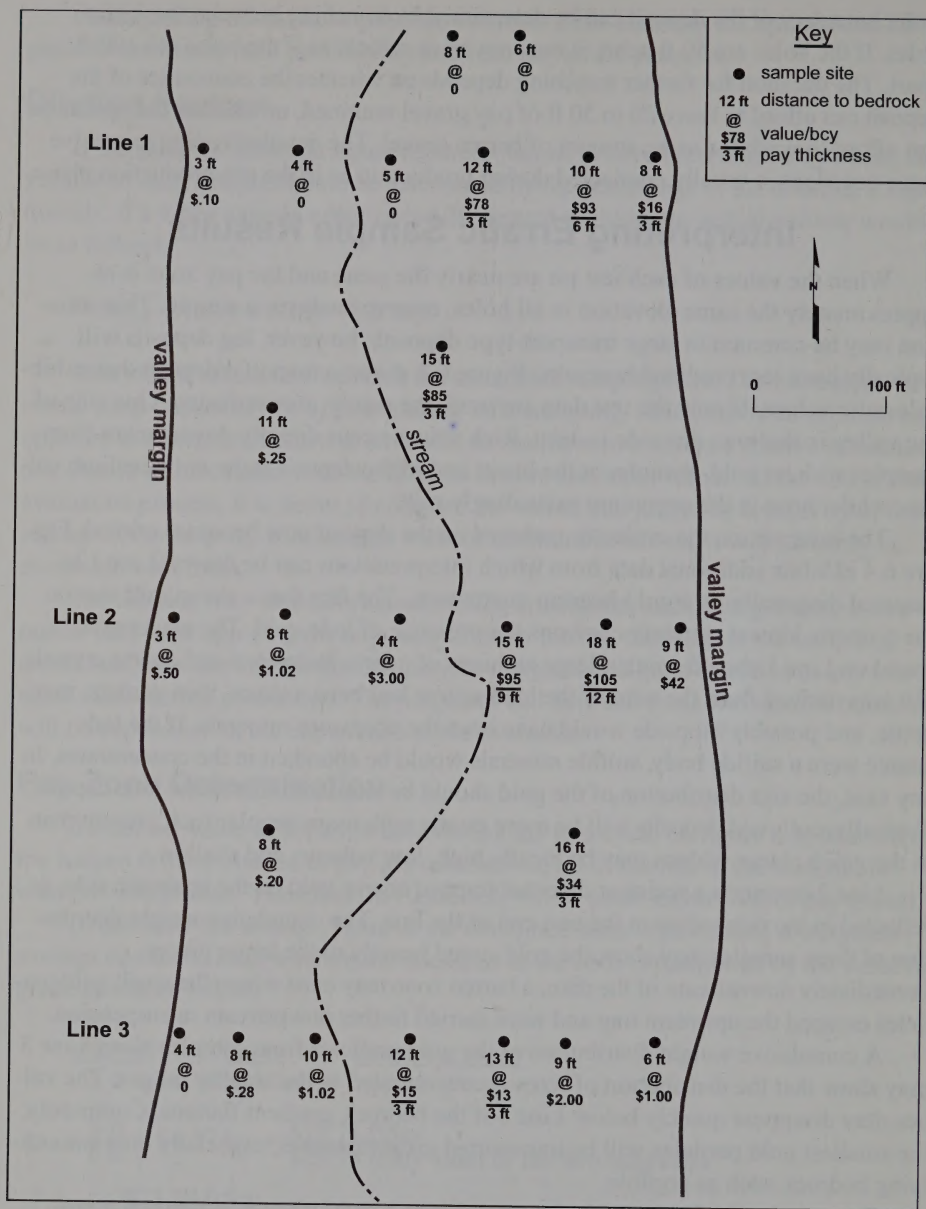 Key
sample site
12 ft distance to bedrock
@
$78 value/bcy
3 ft pay thickness
8 ft
@
0
6 ft
@
0
Line 1
3 ft
@
$.10
4 ft
@
0
5 ft
@
0
12 ft
@
$78
3 ft
10 ft
@
$93
6 ft
8 ft
@
$16
3 ft
N
0 100 ft
valley margin
11 ft
@
$.25
15 ft
@
$85
3 ft
stream
valley margin
Line 2
3 ft
@
$.50
8 ft
@
$1.02
4 ft
@
$3.00
15 ft
@
$95
9 ft
18 ft
@
$105
12 ft
9 ft
@
$42
8 ft
@
$.20
16 ft
@
$34
3 ft
Line 3
4 ft
@
0
8 ft
@
$.28
10 ft
@
$1.02
12 ft
@
$15
3 ft
13 ft
@
$13
3 ft
9 ft
@
$2.00
6 ft
@
$1.00